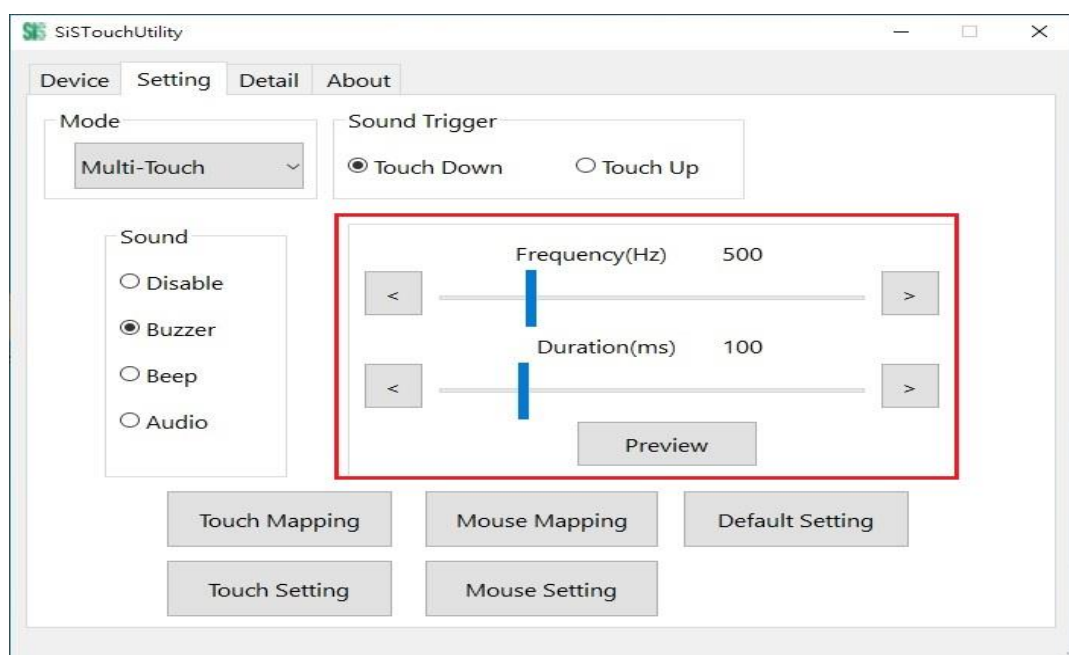 SiS SiSTouchUtility
Device Setting Detail About
Mode
Multi-Touch
Sound Trigger
Touch Down Touch Up
Sound
Disable
Buzzer
Beep
Audio
Frequency(Hz) 500
< >
Duration(ms) 100
< >
Preview
Touch Mapping Mouse Mapping Default Setting
Touch Setting Mouse Setting